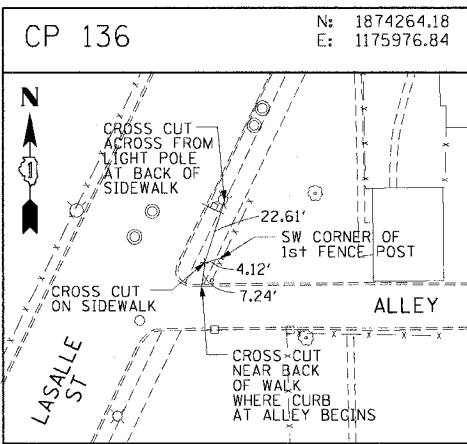 CP 136
N: 1874264.18
E: 1175976.84
N
1
CROSS CUT
ACROSS FROM
LIGHT POLE
AT BACK OF
SIDEWALK
22.61'
SW CORNER OF
1st FENCE POST
4.12'
7.24'
CROSS CUT
ON SIDEWALK
ALLEY
CROSS CUT
NEAR BACK
OF WALK
WHERE CURB
AT ALLEY BEGINS
LASALLE
ST